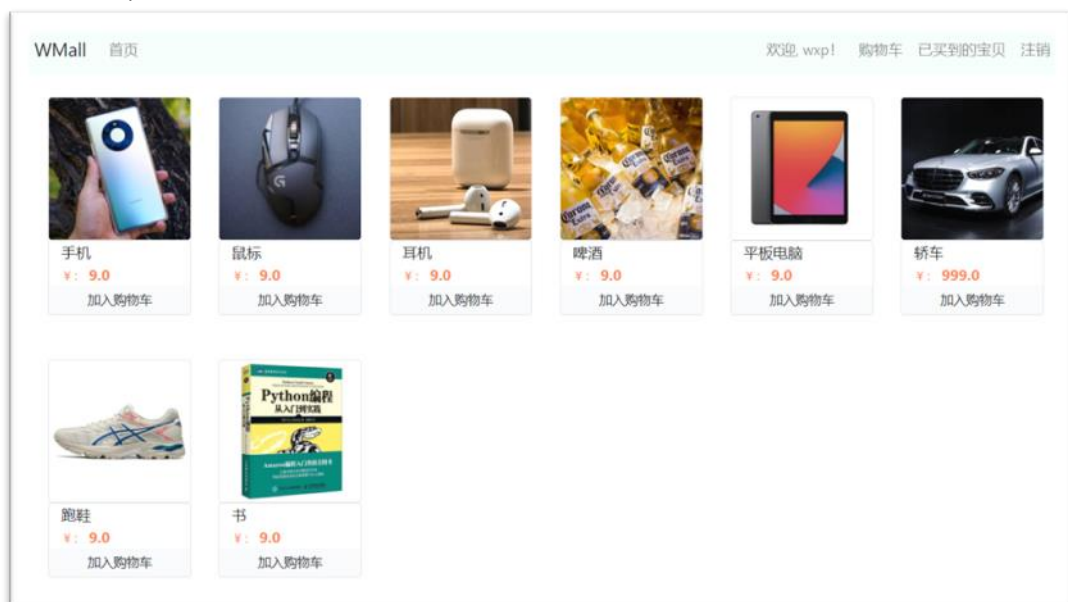 WMall 首页 欢迎, wxp! 购物车 已买到的宝贝 注销
手机 鼠标 耳机 啤酒 平板电脑 轿车
¥: 9.0 ¥: 9.0 ¥: 9.0 ¥: 9.0 ¥: 9.0 ¥: 999.0
加入购物车 加入购物车 加入购物车 加入购物车 加入购物车 加入购物车
Python编程
从入门到实践
跑鞋 书
¥: 9.0 ¥: 9.0
加入购物车 加入购物车